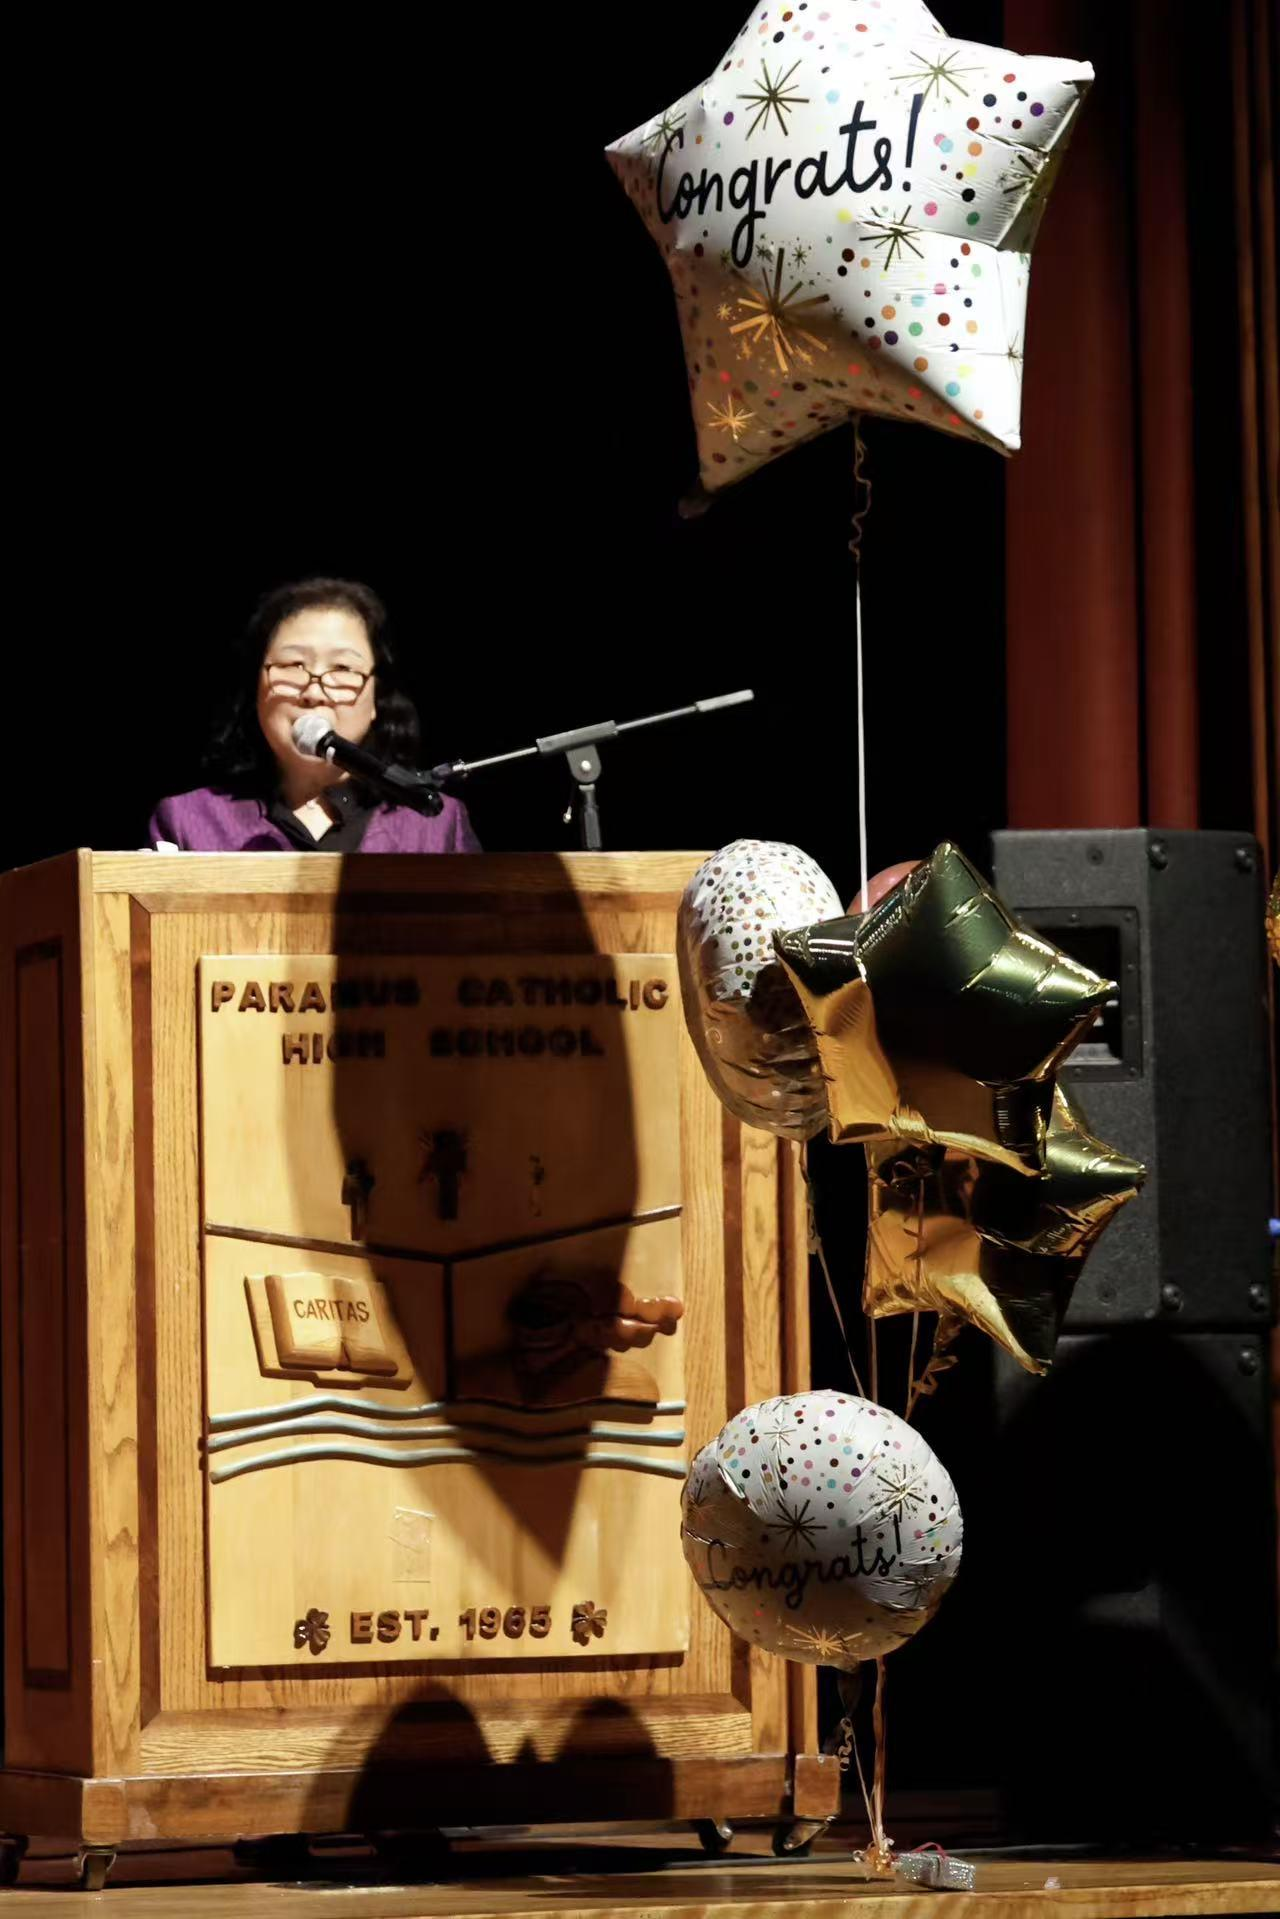 Congrats!
PARAMUS CATHOLIC
HIGH SCHOOL
CARITAS
Congrats!
EST. 1965